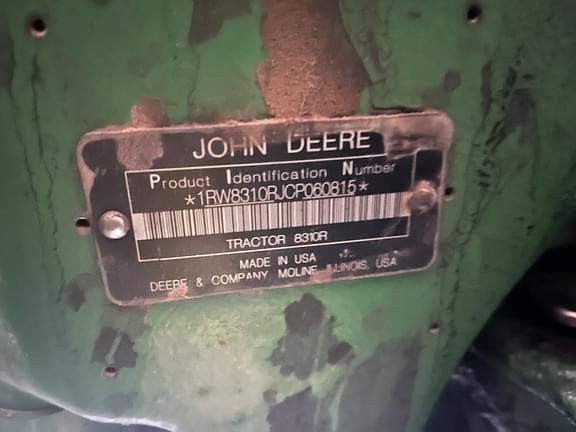 JOHN DEERE
Product Identification Number
*1RW8310RJCP060815*
TRACTOR 8310R
MADE IN USA
DEERE & COMPANY MOLINE ILLINOIS, USA